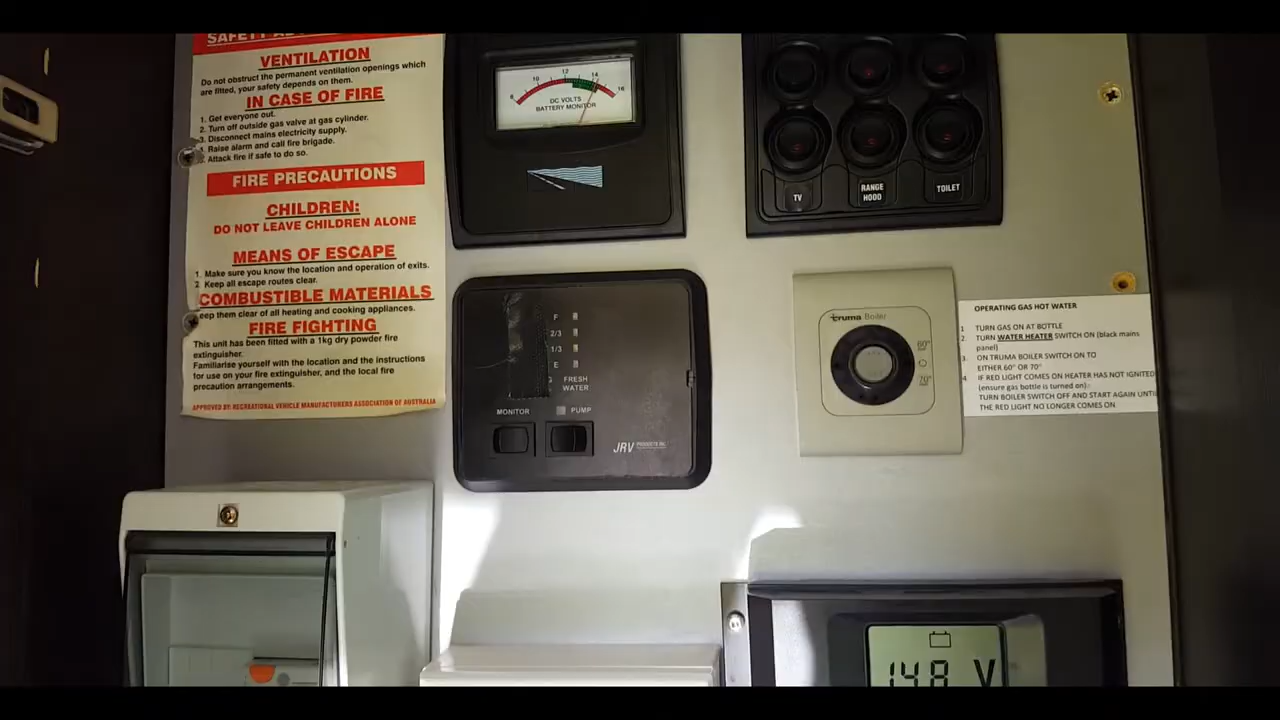 VENTILATION
Do not obstruct the permanent ventilation openings which
are fitted, your safety depends on them.
IN CASE OF FIRE
1. Get everyone out.
2. Turn off outside gas valve at gas cylinder.
3. Disconnect mains electricity supply.
Raise alarm and call fire brigade.
Attack fire if safe to do so.
FIRE PRECAUTIONS
CHILDREN:
DO NOT LEAVE CHILDREN ALONE
MEANS OF ESCAPE
1. Make sure you know the location and operation of exits.
2. Keep all escape routes clear.
COMBUSTIBLE MATERIALS
eep them clear of all heating and cooking appliances.
FIRE FIGHTING
This unit has been fitted with a 1kg dry powder fire
extinguisher.
Familiarise yourself with the location and the instructions
for use on your fire extinguisher, and the local fire
precaution arrangements.
APPROVED BY: RECREATIONAL VEHICLE MANUFACTURERS ASSOCIATION OF AUSTRALIA
8 10 12 14 16
DC VOLTS
BATTERY MONITOR
TV
RANGE
HOOD
TOILET
F
2/3
1/3
E
FRESH
WATER
MONITOR
PUMP
JRV PRODUCTS INC.
truma Boiler
60°
70°
OPERATING GAS HOT WATER
1 TURN GAS ON AT BOTTLE
2. TURN WATER HEATER SWITCH ON (black mains
panel)
3. ON TRUMA BOILER SWITCH ON TO
EITHER 60° OR 70°
4 IF RED LIGHT COMES ON HEATER HAS NOT IGNITED
(ensure gas bottle is turned on).
TURN BOILER SWITCH OFF AND START AGAIN UNTIL
THE RED LIGHT NO LONGER COMES ON
14.8 V